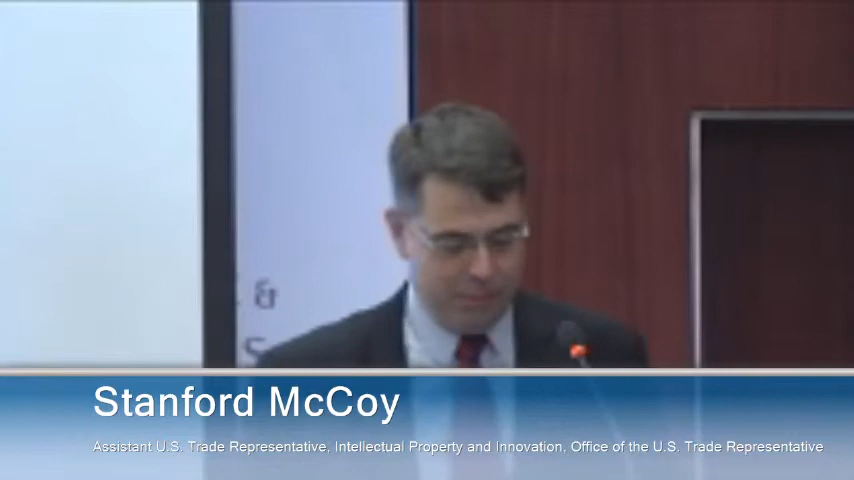 &
S
Stanford McCoy
Assistant U.S. Trade Representative, Intellectual Property and Innovation, Office of the U.S. Trade Representative